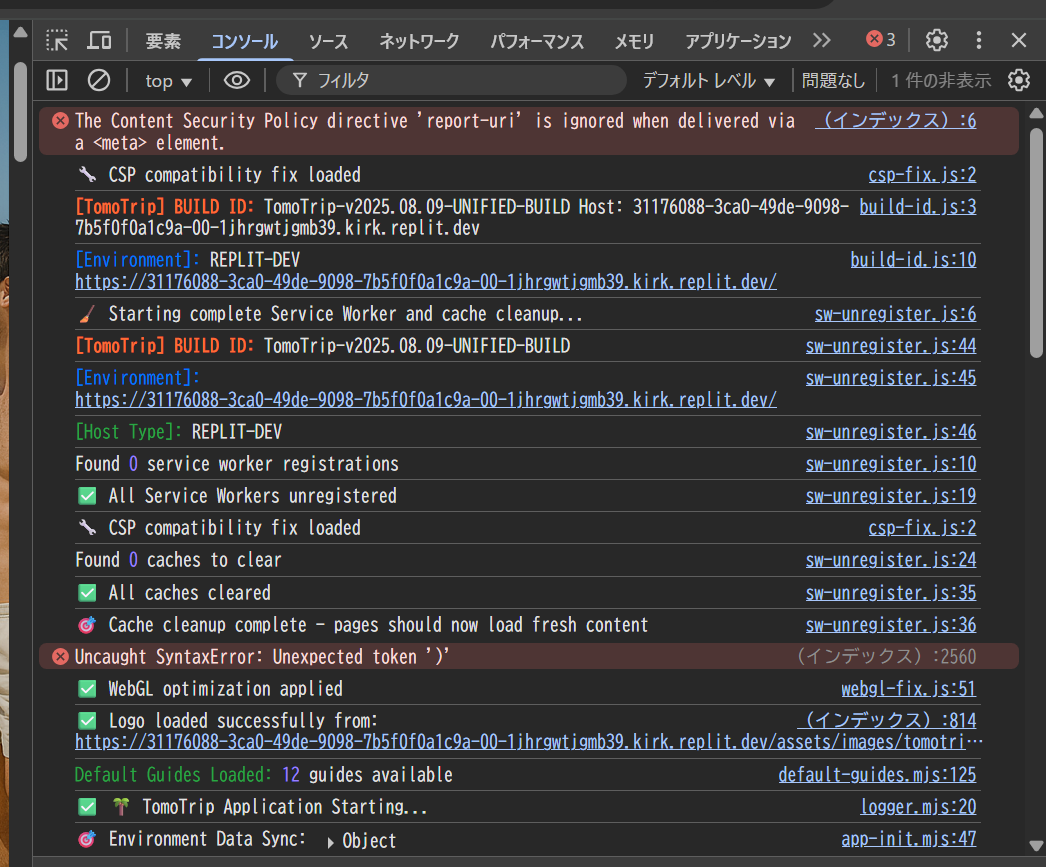 要素 コンソール ソース ネットワーク パフォーマンス メモリ アプリケーション 3
top フィルタ デフォルト レベル 問題なし 1 件の非表示
The Content Security Policy directive 'report-uri' is ignored when delivered via (インデックス):6
a <meta> element.
🔧 CSP compatibility fix loaded csp-fix.js:2
[TomoTrip] BUILD ID: TomoTrip-v2025.08.09-UNIFIED-BUILD Host: 31176088-3ca0-49de-9098- build-id.js:3
7b5f0f0a1c9a-00-1jhrgwtjgmb39.kirk.replit.dev
[Environment]: REPLIT-DEV build-id.js:10
https://31176088-3ca0-49de-9098-7b5f0f0a1c9a-00-1jhrgwtjgmb39.kirk.replit.dev/
🧹 Starting complete Service Worker and cache cleanup... sw-unregister.js:6
[TomoTrip] BUILD ID: TomoTrip-v2025.08.09-UNIFIED-BUILD sw-unregister.js:44
[Environment]: sw-unregister.js:45
https://31176088-3ca0-49de-9098-7b5f0f0a1c9a-00-1jhrgwtjgmb39.kirk.replit.dev/
[Host Type]: REPLIT-DEV sw-unregister.js:46
Found 0 service worker registrations sw-unregister.js:10
✅ All Service Workers unregistered sw-unregister.js:19
🔧 CSP compatibility fix loaded csp-fix.js:2
Found 0 caches to clear sw-unregister.js:24
✅ All caches cleared sw-unregister.js:35
🎯 Cache cleanup complete - pages should now load fresh content sw-unregister.js:36
Uncaught SyntaxError: Unexpected token ')' (インデックス):2560
✅ WebGL optimization applied webgl-fix.js:51
✅ Logo loaded successfully from: (インデックス):814
https://31176088-3ca0-49de-9098-7b5f0f0a1c9a-00-1jhrgwtjgmb39.kirk.replit.dev/assets/images/tomotri…
Default Guides Loaded: 12 guides available default-guides.mjs:125
✅ 🌴 TomoTrip Application Starting... logger.mjs:20
🎯 Environment Data Sync: ▶ Object app-init.mjs:47